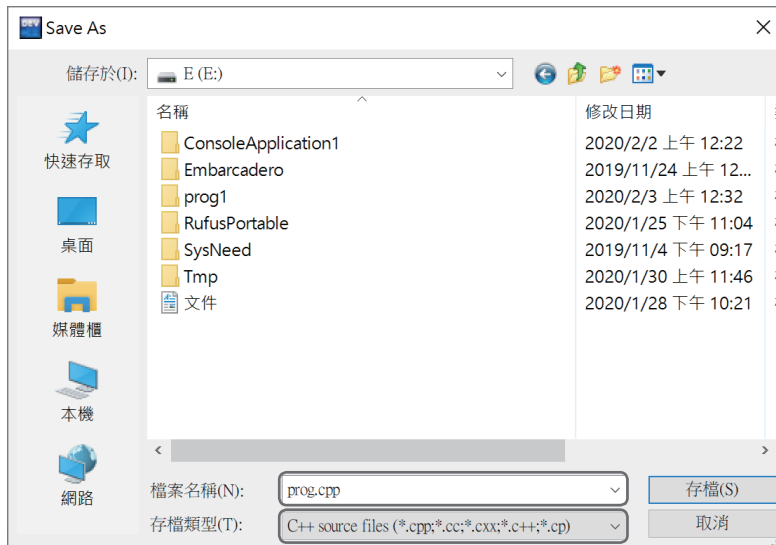 DEV Save As
儲存於(I): E (E:)
名稱 修改日期
ConsoleApplication1 2020/2/2 上午 12:22
Embarcadero 2019/11/24 上午 12...
prog1 2020/2/3 上午 12:32
RufusPortable 2020/1/25 下午 11:04
SysNeed 2019/11/4 下午 09:17
Tmp 2020/1/30 上午 11:46
文件 2020/1/28 下午 10:21
快速存取
桌面
媒體櫃
本機
網路
檔案名稱(N): prog.cpp 存檔(S)
存檔類型(T): C++ source files (*.cpp;*.cc;*.cxx;*.c++;*.cp) 取消